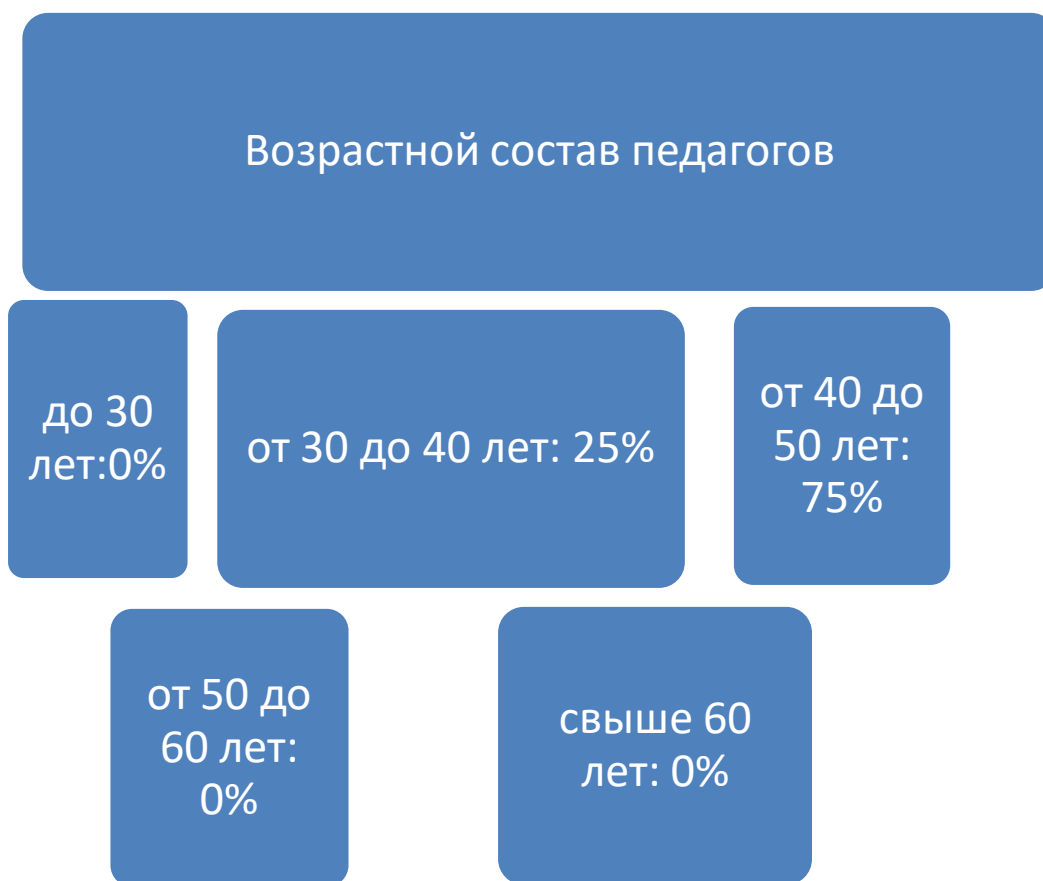 Возрастной состав педагогов
до 30
лет:0%
от 30 до 40 лет: 25%
от 40 до
50 лет:
75%
от 50 до
60 лет:
0%
свыше 60
лет: 0%